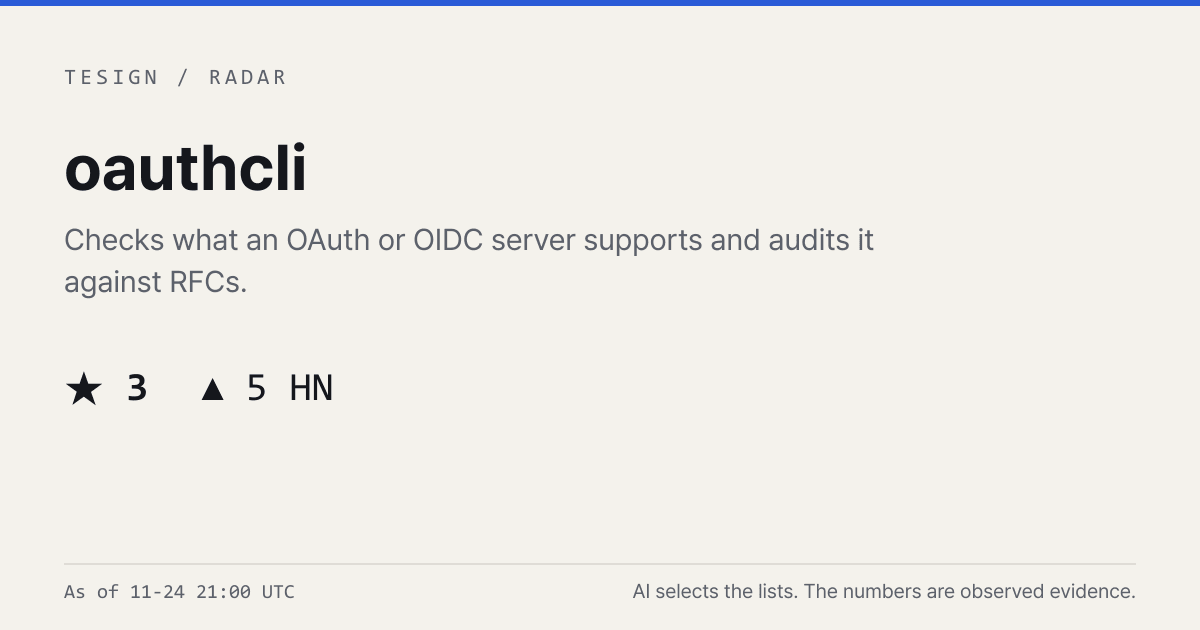 TESIGN / RADAR
oauthcli
Checks what an OAuth or OIDC server supports and audits it
against RFCs.
★ 3 ▲ 5 HN
As of 11-24 21:00 UTC
AI selects the lists. The numbers are observed evidence.